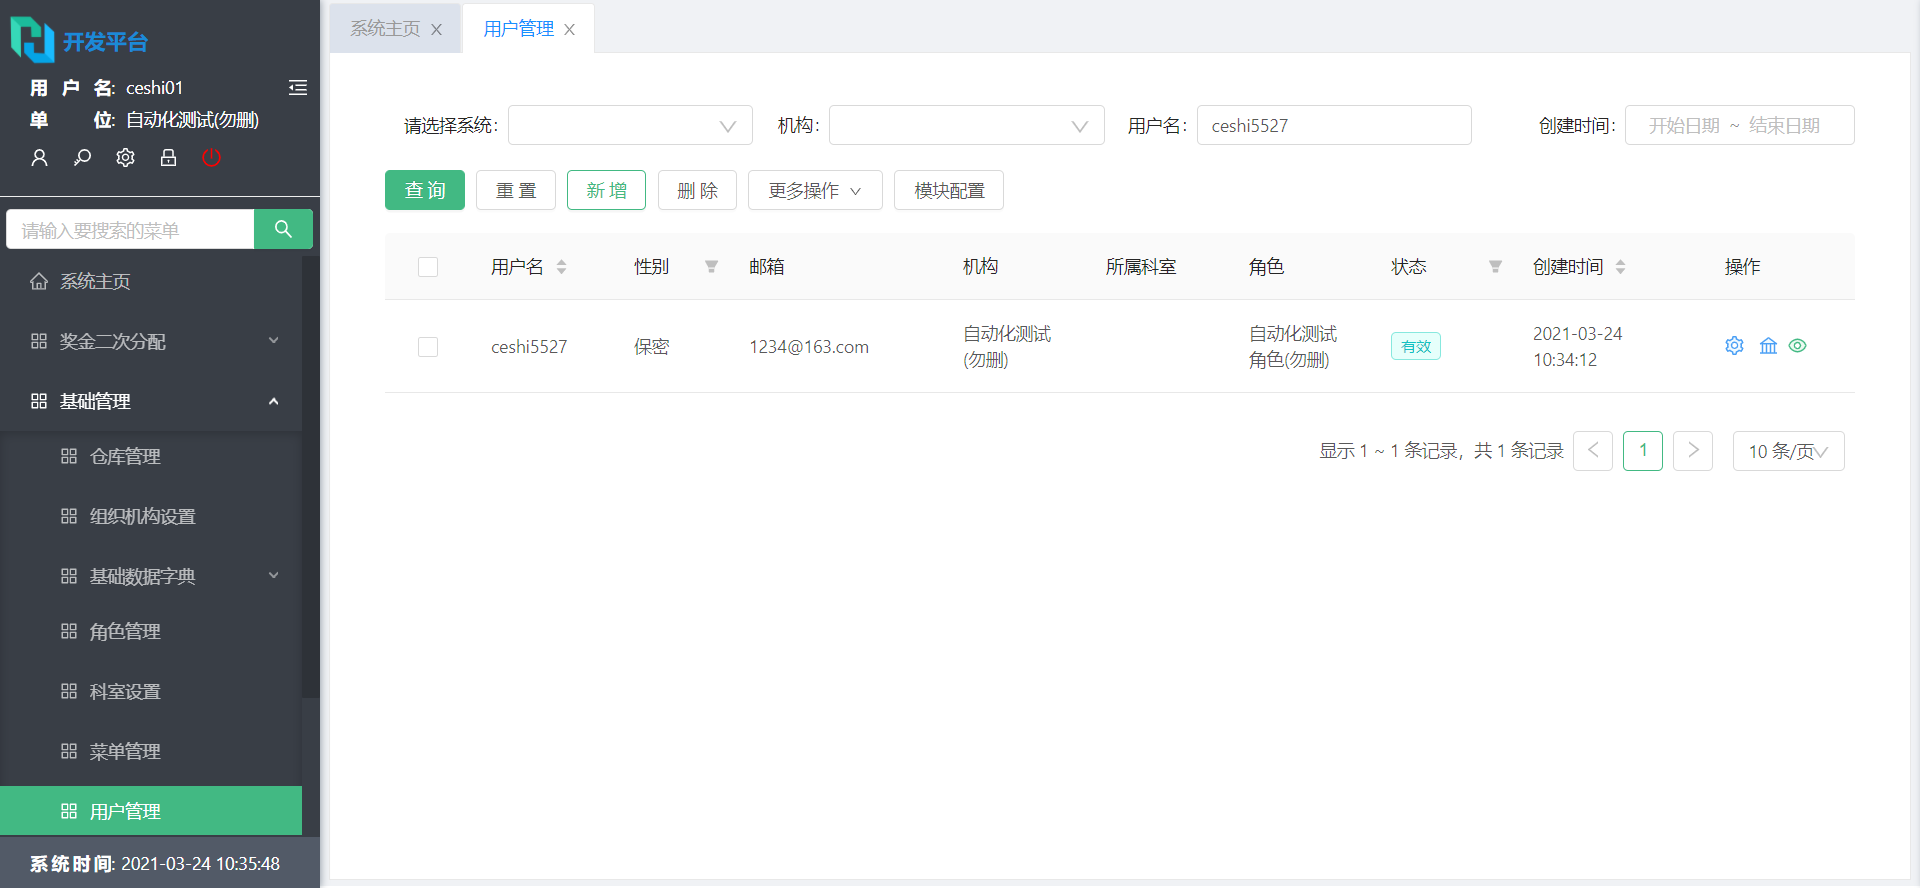 开发平台
用 户 名: ceshi01
单 位: 自动化测试(勿删)
请输入要搜索的菜单
系统主页
奖金二次分配
基础管理
仓库管理
组织机构设置
基础数据字典
角色管理
科室设置
菜单管理
用户管理
系统时间: 2021-03-24 10:35:48
系统主页 X 用户管理 X
请选择系统: 机构: 用户名: ceshi5527 创建时间: 开始日期 ~ 结束日期
查 询 重 置 新 增 删 除 更多操作 模块配置
用户名 性别 邮箱 机构 所属科室 角色 状态 创建时间 操作
ceshi5527 保密 1234@163.com 自动化测试(勿删) 自动化测试角色(勿删) 有效 2021-03-24 10:34:12
显示 1 ~ 1 条记录，共 1 条记录 < 1 > 10 条/页